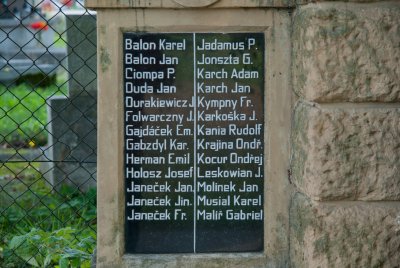 Balon Karel
Balon Jan
Ciompa P.
Duda Jan
Durakiewicz J.
Folwarczny J.
Gajdáček Em.
Gabzdyl Kar.
Herman Emil
Holosz Josef
Janeček Jan.
Janeček Jin.
Janeček Fr.
Jadamus P.
Jonszta G.
Karch Adam
Karch Jan
Kympny Fr.
Karkoška J.
Kania Rudolf
Krajina Ondř.
Kocur Ondřej
Leskowian J.
Molinek Jan
Musial Karel
Malíř Gabriel